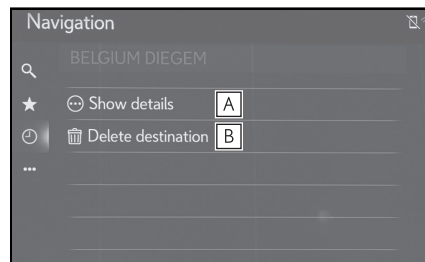 Navigation
BELGIUM DIEGEM
Show details A
Delete destination B